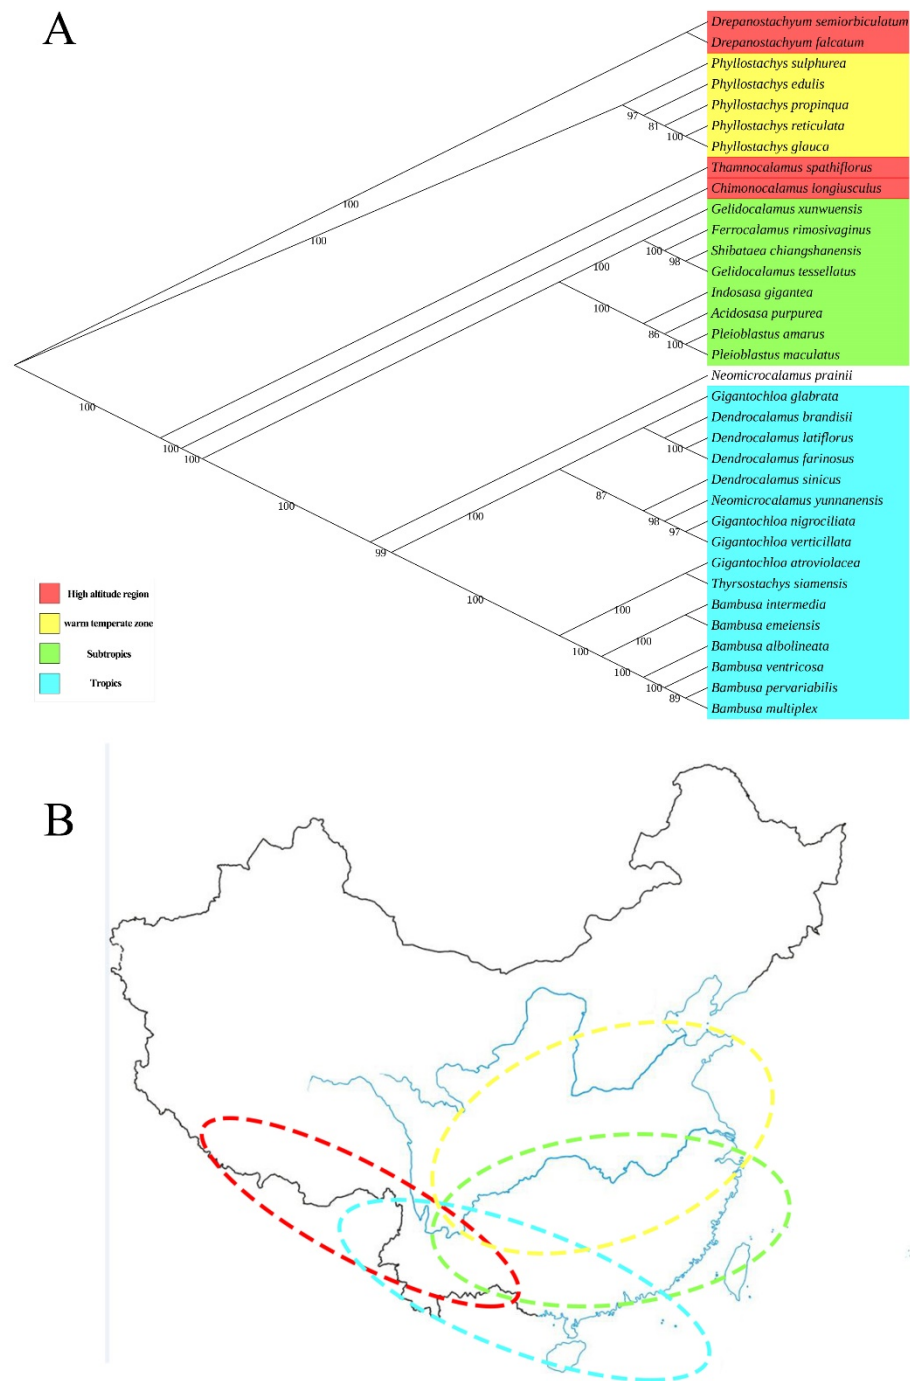 A
Drepanostachyum semiorbiculatum
Drepanostachyum falcatum
Phyllostachys sulphurea
Phyllostachys edulis
Phyllostachys propinqua
97
81
Phyllostachys reticulata
100
Phyllostachys glauca
Thamnocalamus spathiflorus
Chimonocalamus longiusculus
100
Gelidocalamus xunwuensis
Ferrocalamus rimosivaginus
100
Shibataea chiangshanensis
100
98
Gelidocalamus tessellatus
100
Indosasa gigantea
100
Acidosasa purpurea
86
Pleioblastus amarus
100
Pleioblastus maculatus
Neomicrocalamus prainii
Gigantochloa glabrata
100
Dendrocalamus brandisii
Dendrocalamus latiflorus
100
100
Dendrocalamus farinosus
100
Dendrocalamus sinicus
87
Neomicrocalamus yunnanensis
100
100
98
Gigantochloa nigrociliata
97
Gigantochloa verticillata
99
Gigantochloa atroviolacea
Thyrsostachys siamensis
100
100
Bambusa intermedia
Bambusa emeiensis
100
Bambusa albolineata
100
Bambusa ventricosa
100
Bambusa pervariabilis
100
89
Bambusa multiplex
High altitude region
warm temperate zone
Subtropics
Tropics
B